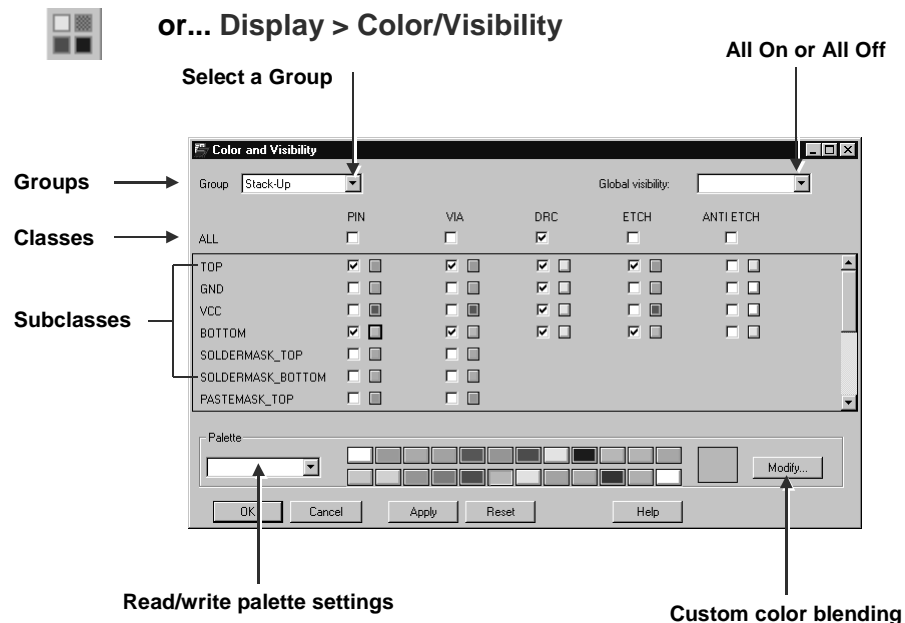 or... Display > Color/Visibility
All On or All Off
Select a Group
Color and Visibility
Groups
Group Stack-Up Global visibility:
PIN VIA DRC ETCH ANTI ETCH
Classes
ALL
TOP
GND
Subclasses
VCC
BOTTOM
SOLDERMASK_TOP
SOLDERMASK_BOTTOM
PASTEMASK_TOP
Palette
Modify...
OK Cancel Apply Reset Help
Read/write palette settings
Custom color blending